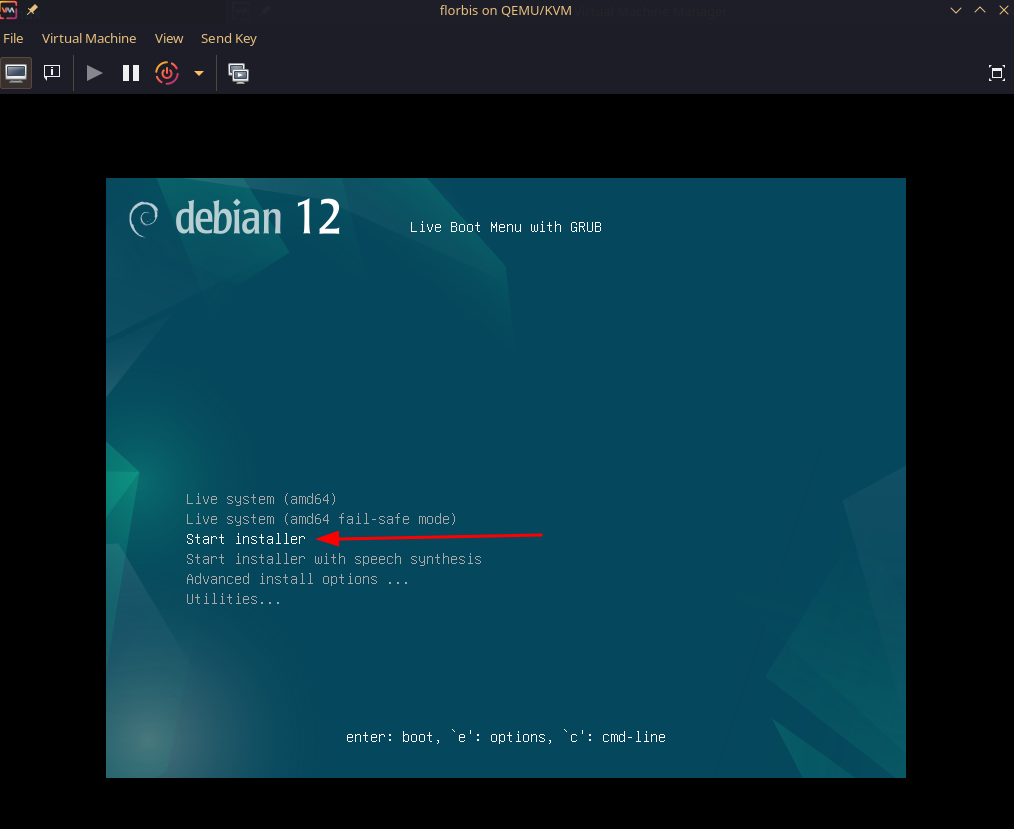 florbis on QEMU/KVM
File Virtual Machine View Send Key
debian 12
Live Boot Menu with GRUB
Live system (amd64)
Live system (amd64 fail-safe mode)
Start installer
Start installer with speech synthesis
Advanced install options ...
Utilities...
enter: boot, `e': options, `c': cmd-line